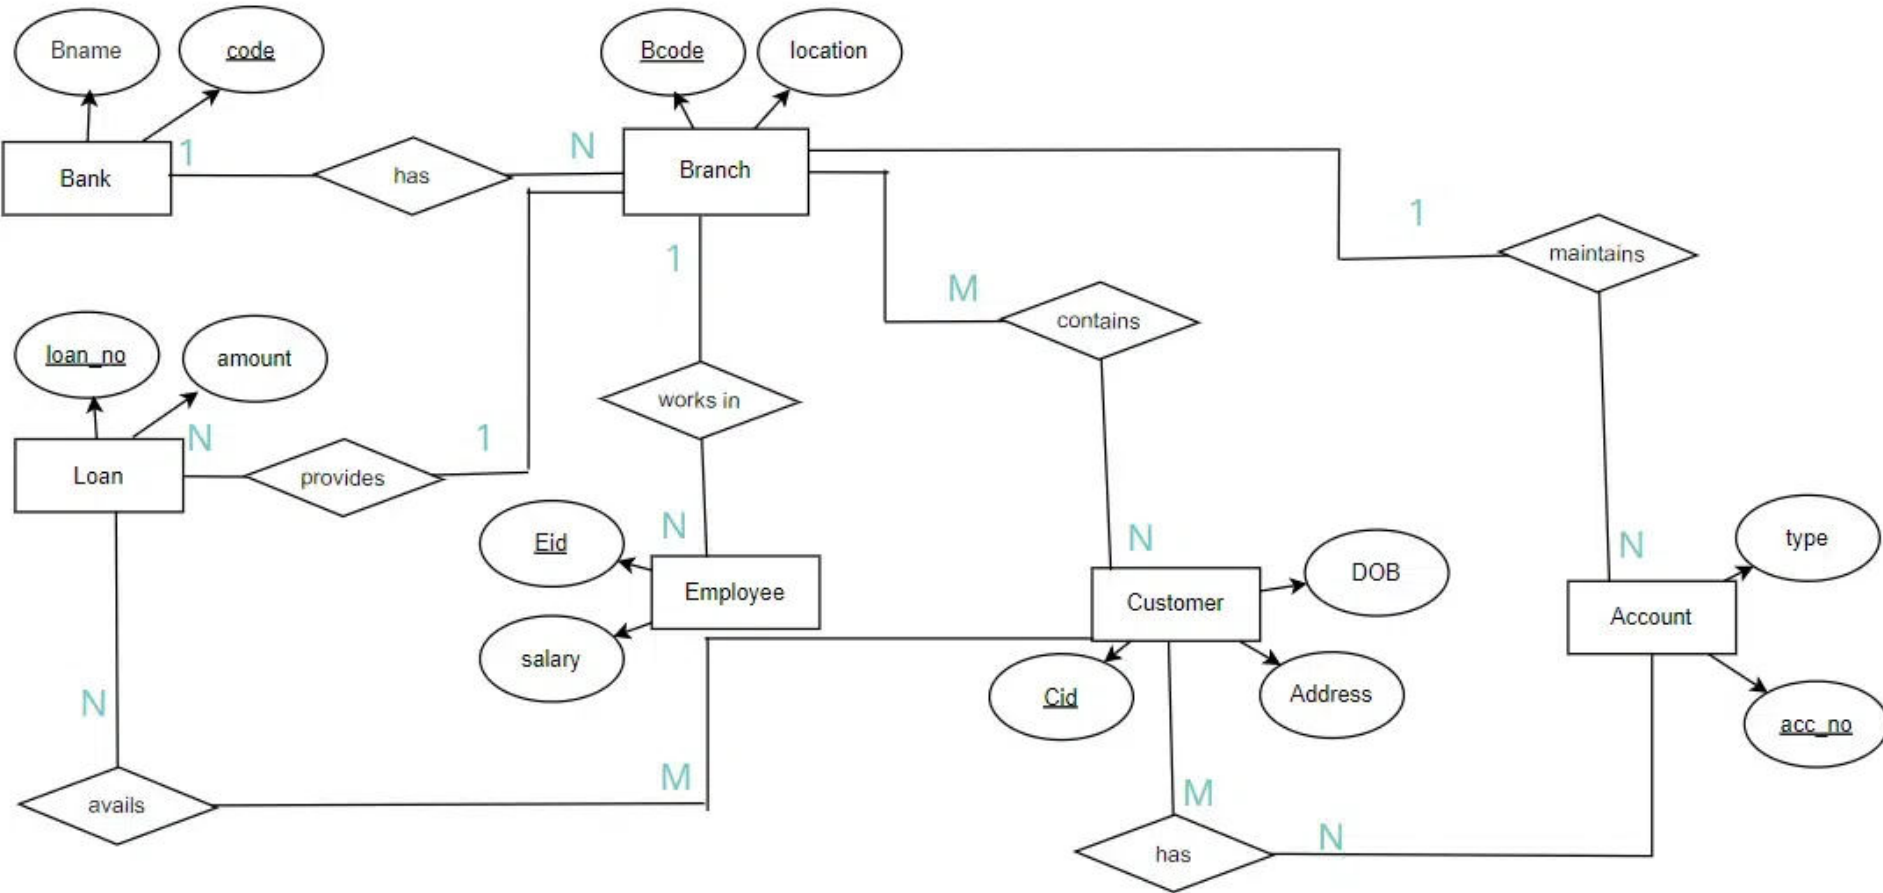 Bname
code
Bcode
location
1
N
Bank
has
Branch
1
1
maintains
M
contains
loan_no
amount
works in
N
1
Loan
provides
N
Eid
N
N
type
DOB
Employee
Customer
Account
salary
Cid
Address
acc_no
N
M
M
avails
has
N